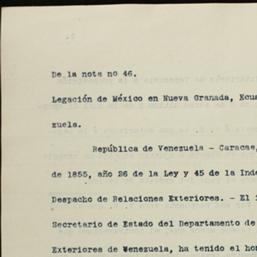 De la nota no 46.
Legación de México en Nueva Granada, Ecua
zuela.
República de Venezuela - Caracas,
de 1855, año 26 de la Ley y 45 de la Inde
Despacho de Relaciones Exteriores. - El
Secretario de Estado del Departamento de
Exteriores de Venezuela, ha tenido el hon